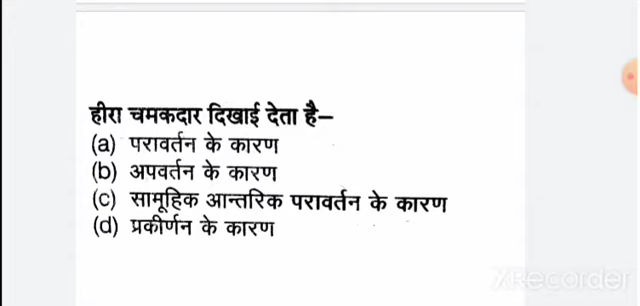 हीरा चमकदार दिखाई देता है–
(a) परावर्तन के कारण
(b) अपवर्तन के कारण
(c) सामूहिक आन्तरिक परावर्तन के कारण
(d) प्रकीर्णन के कारण
XRecorder